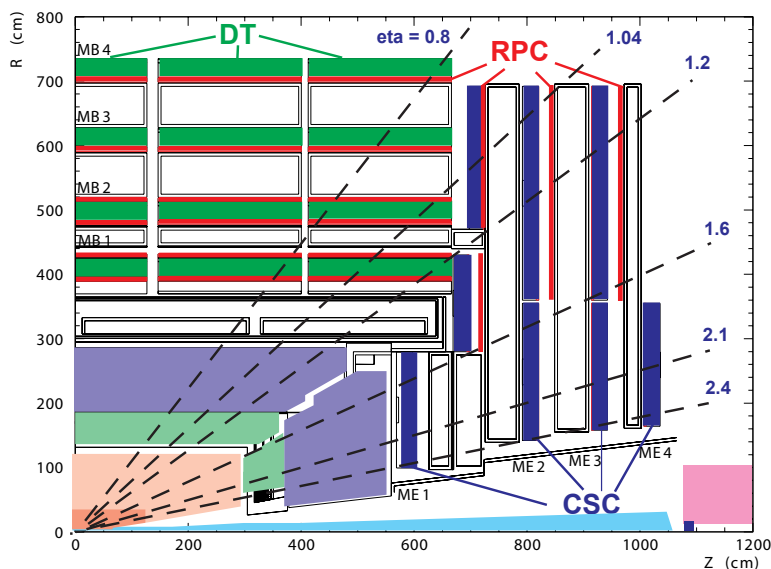 R (cm)
800
700
600
500
400
300
200
100
0
MB 4
MB 3
MB 2
MB 1
DT
eta = 0.8
RPC
1.04
1.2
1.6
2.1
2.4
ME 1
ME 2
ME 3
ME 4
CSC
0
200
400
600
800
1000
1200
Z (cm)